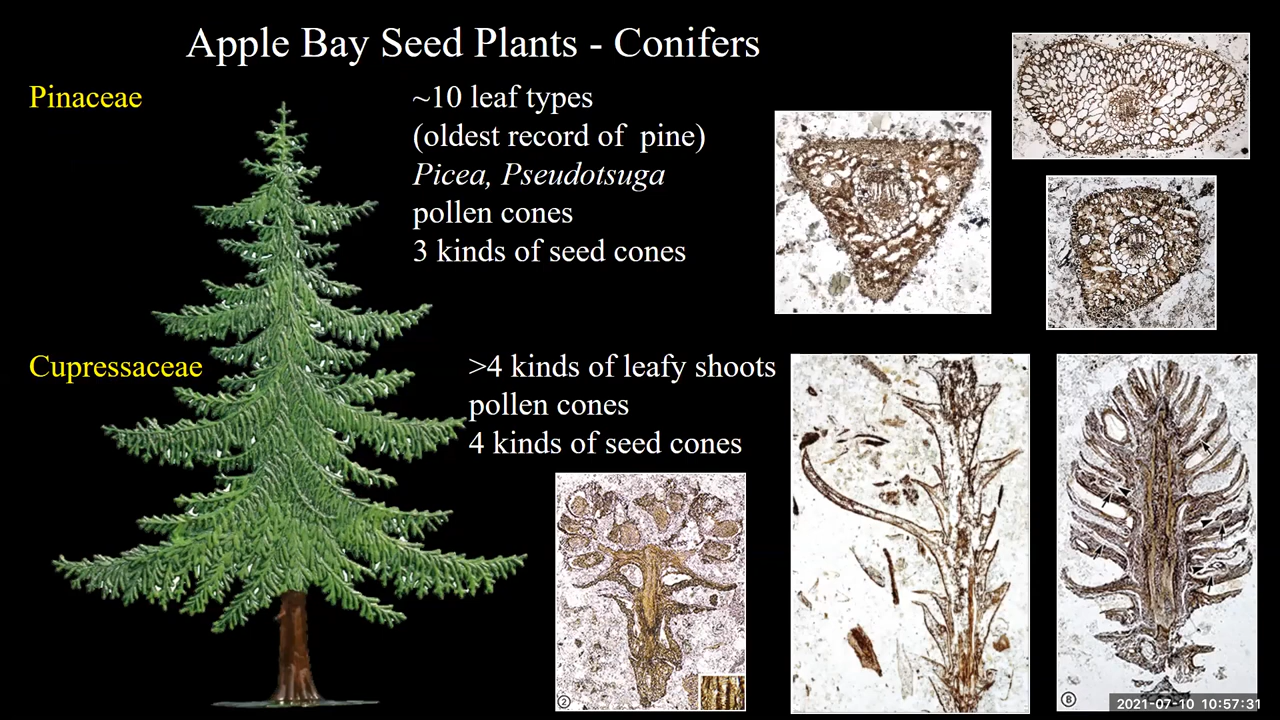 Apple Bay Seed Plants - Conifers
Pinaceae
~10 leaf types
(oldest record of pine)
Picea, Pseudotsuga
pollen cones
3 kinds of seed cones
Cupressaceae
>4 kinds of leafy shoots
pollen cones
4 kinds of seed cones
2
B
2021-07-10 10:57:31